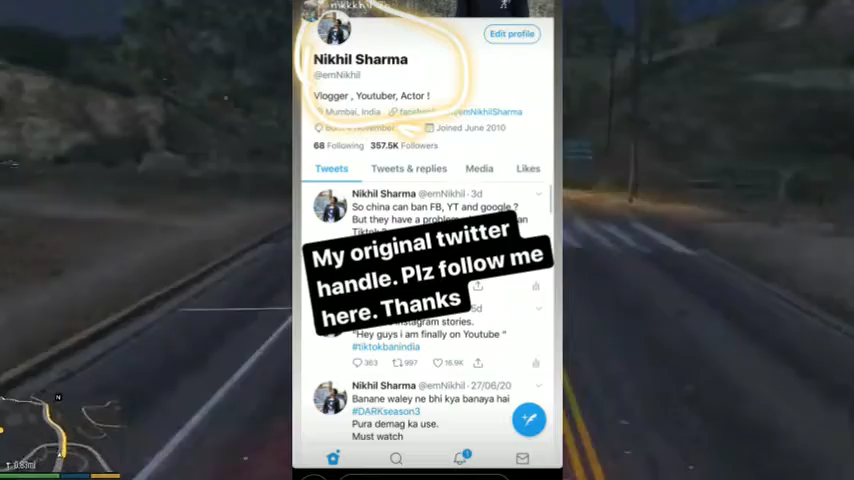 Edit profile
Nikhil Sharma
@emNikhil
Vlogger , Youtuber, Actor !
Mumbai, India
emNikhilSharma
Joined June 2010
68 Following 357.5K Followers
Tweets Tweets & replies Media Likes
Nikhil Sharma @emNikhil · 3d
So china can ban FB, YT and google ?
But they have a
My original twitter
handle. Plz follow me
here. Thanks
instagram stories.
"Hey guys i am finally on Youtube "
#tiktokbanindia
363 997 16.9K
Nikhil Sharma @emNikhil · 27/06/20
Banane waley ne bhi kya banaya hai
#DARKseason3
Pura demag ka use.
Must watch
1
N